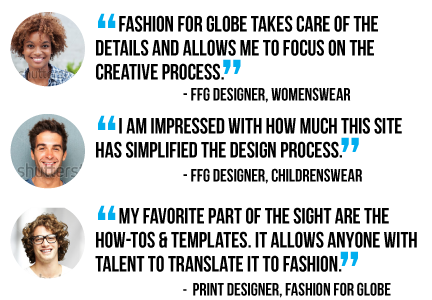 “FASHION FOR GLOBE TAKES CARE OF THE
DETAILS AND ALLOWS ME TO FOCUS ON THE
CREATIVE PROCESS.”
- FFG DESIGNER, WOMENSWEAR
“I AM IMPRESSED WITH HOW MUCH THIS SITE
HAS SIMPLIFIED THE DESIGN PROCESS.”
- FFG DESIGNER, CHILDRENSWEAR
“MY FAVORITE PART OF THE SIGHT ARE THE
HOW-TOS & TEMPLATES. IT ALLOWS ANYONE WITH
TALENT TO TRANSLATE IT TO FASHION.”
- PRINT DESIGNER, FASHION FOR GLOBE